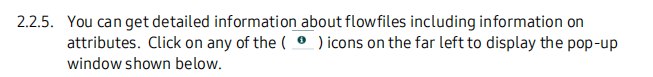 2.2.5. You can get detailed information about flowfiles including information on
attributes. Click on any of the ( ) icons on the far left to display the pop-up
window shown below.